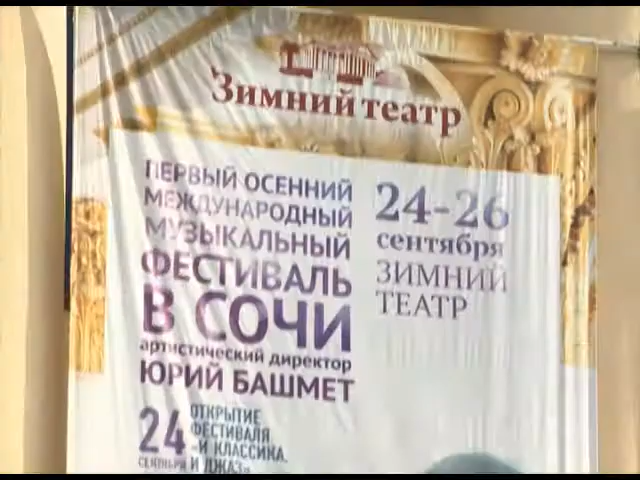 Зимний театр
ПЕРВЫЙ ОСЕННИЙ
МЕЖДУНАРОДНЫЙ
МУЗЫКАЛЬНЫЙ
ФЕСТИВАЛЬ
В СОЧИ
артистический директор
ЮРИЙ БАШМЕТ
24-26
сентября
ЗИМНИЙ
ТЕАТР
24
СЕНТЯБРЯ
ОТКРЫТИЕ
ФЕСТИВАЛЯ
«И КЛАССИКА,
И ДЖАЗ»